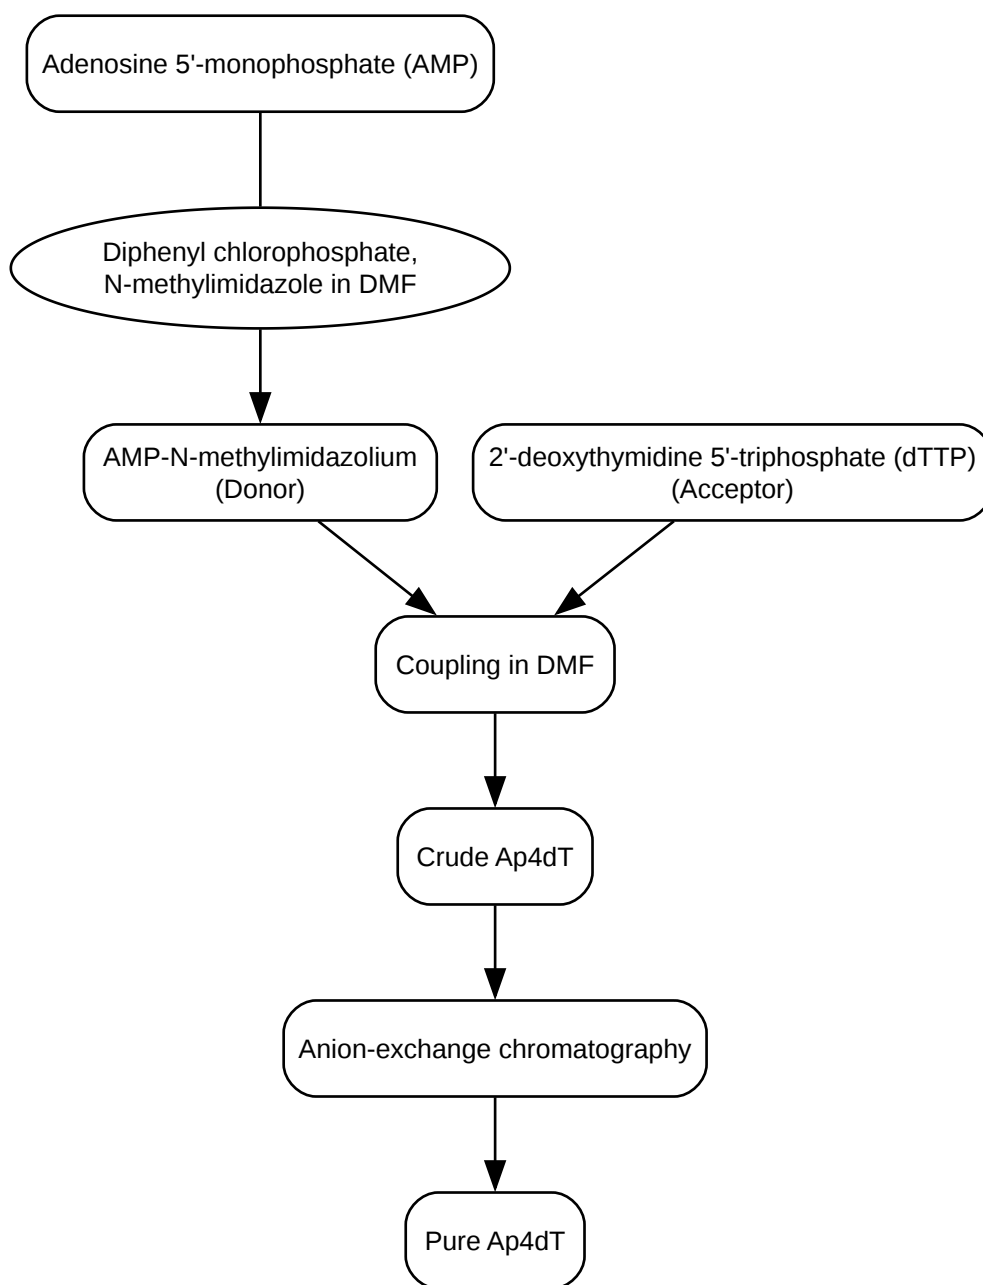 Adenosine 5'-monophosphate (AMP)
Diphenyl chlorophosphate,
N-methylimidazole in DMF
AMP-N-methylimidazolium
(Donor)
2'-deoxythymidine 5'-triphosphate (dTTP)
(Acceptor)
Coupling in DMF
Crude Ap4dT
Anion-exchange chromatography
Pure Ap4dT